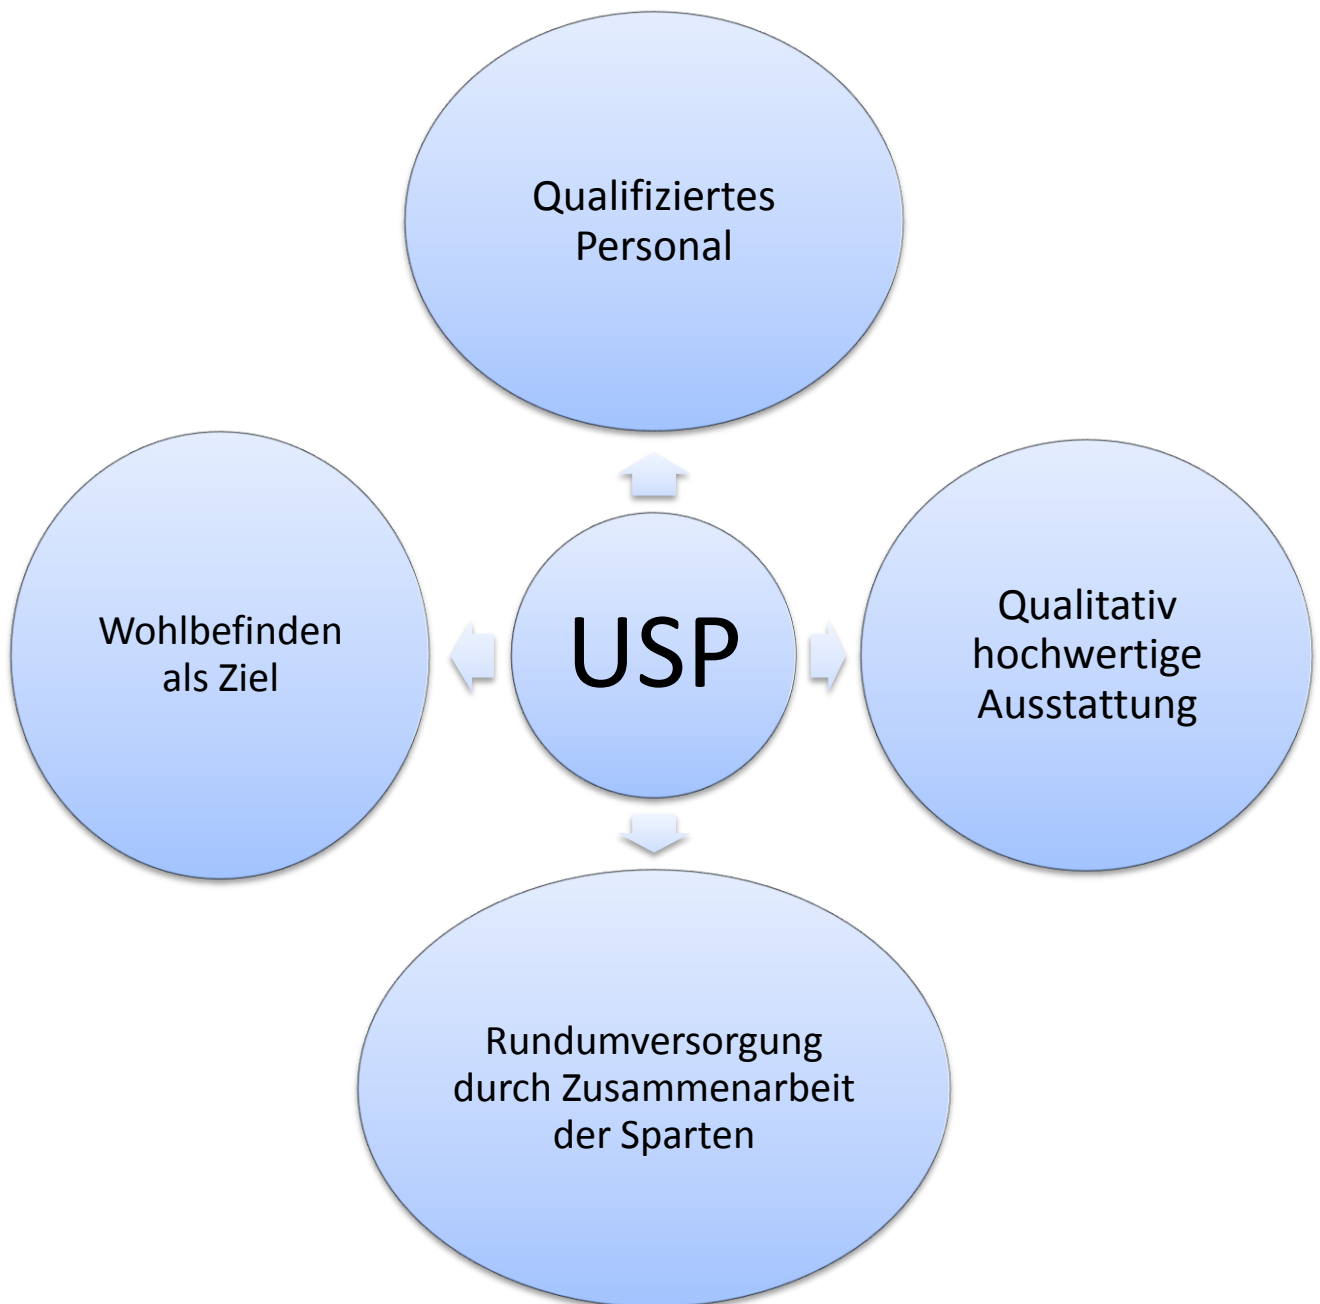 Qualifiziertes
Personal
Wohlbefinden
als Ziel
USP
Qualitativ
hochwertige
Ausstattung
Rundumversorgung
durch Zusammenarbeit
der Sparten